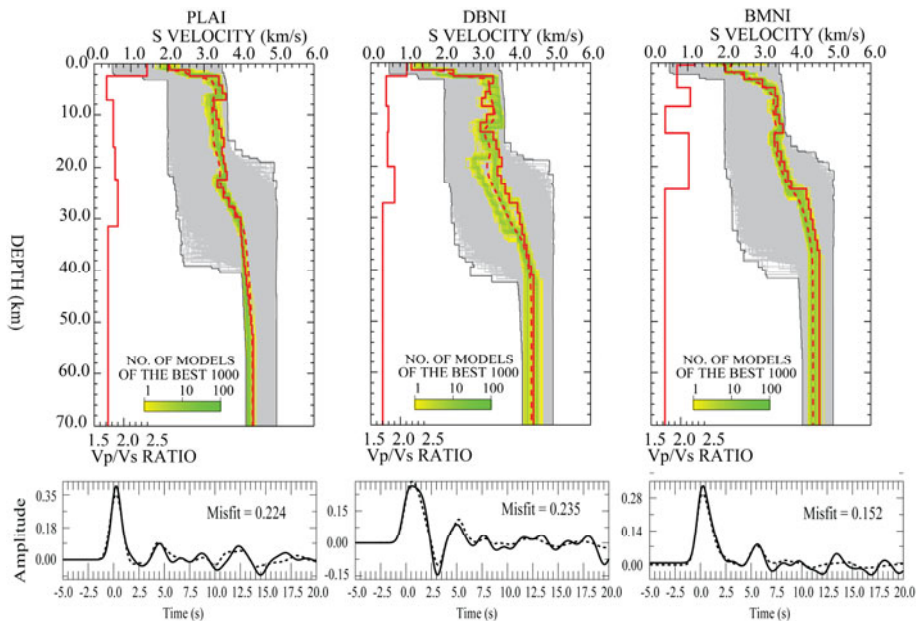 PLAI DBNI BMNI
S VELOCITY (km/s) S VELOCITY (km/s) S VELOCITY (km/s)
0.0 1.0 2.0 3.0 4.0 5.0 6.0 0.0 1.0 2.0 3.0 4.0 5.0 6.0 0.0 1.0 2.0 3.0 4.0 5.0 6.0
0.0
10.0
20.0
30.0
40.0
50.0
60.0
70.0
DEPTH (km)
NO. OF MODELS NO. OF MODELS NO. OF MODELS
OF THE BEST 1000 OF THE BEST 1000 OF THE BEST 1000
1 10 100 1 10 100 1 10 100
1.5 2.0 2.5 1.5 2.0 2.5 1.5 2.0 2.5
Vp/Vs RATIO Vp/Vs RATIO Vp/Vs RATIO
Amplitude
0.35
0.18
0.00
Misfit = 0.224
-5.0 -2.5 0.0 2.5 5.0 7.5 10.0 12.5 15.0 17.5 20.0
Time (s)
0.15
0.00
-0.15
Misfit = 0.235
-5.0 -2.5 0.0 2.5 5.0 7.5 10.0 12.5 15.0 17.5 20.0
Time (s)
0.28
0.14
0.00
Misfit = 0.152
-5.0 -2.5 0.0 2.5 5.0 7.5 10.0 12.5 15.0 17.5 20.0
Time (s)